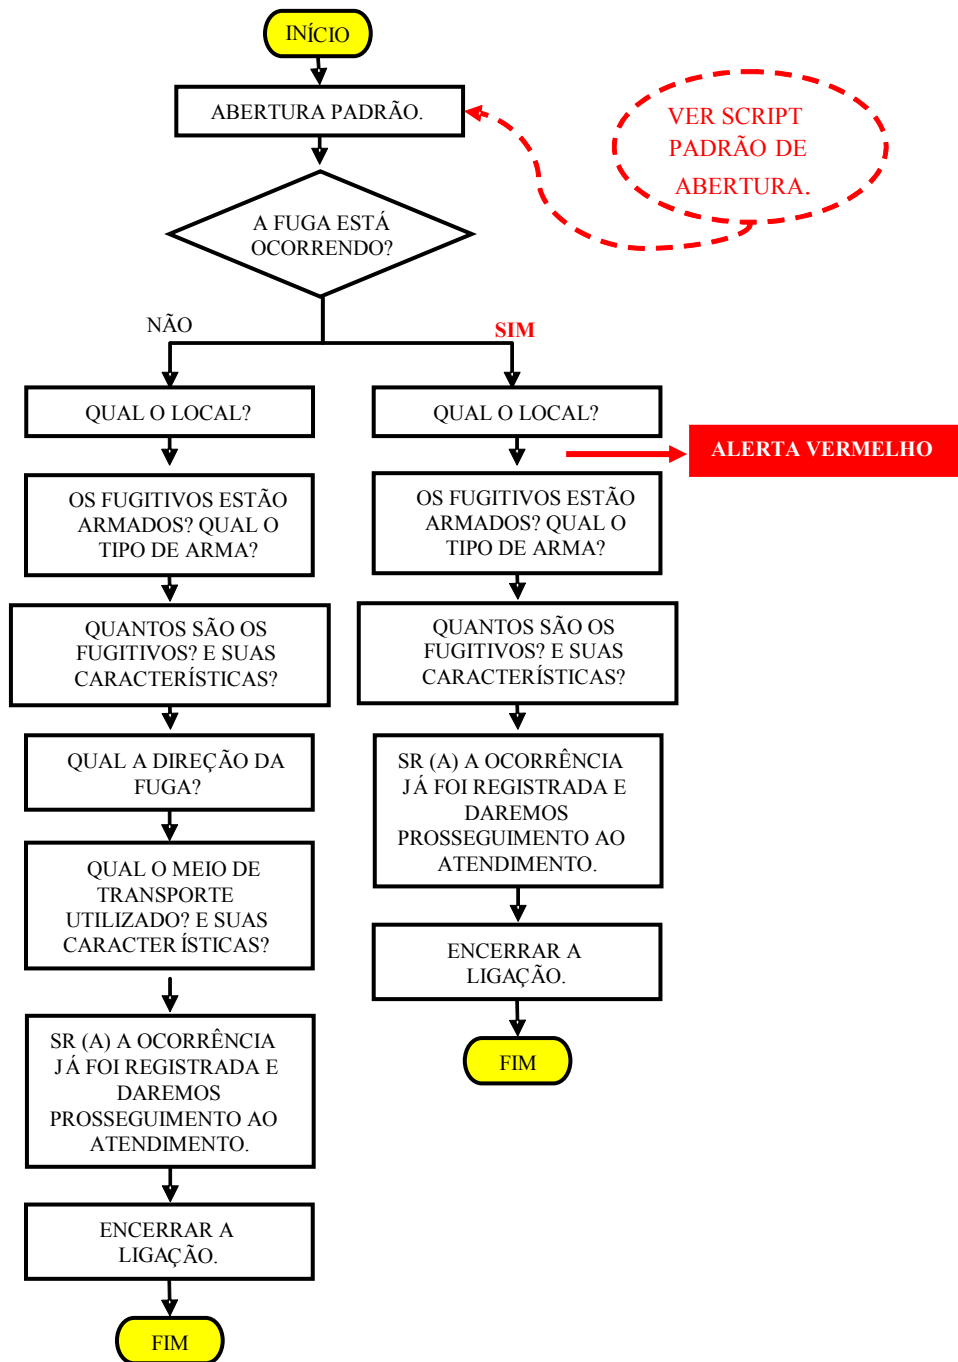 INÍCIO
ABERTURA PADRÃO.
VER SCRIPT
PADRÃO DE
ABERTURA.
A FUGA ESTÁ
OCORRENDO?
NÃO
SIM
QUAL O LOCAL?
OS FUGITIVOS ESTÃO
ARMADOS? QUAL O
TIPO DE ARMA?
QUANTOS SÃO OS
FUGITIVOS? E SUAS
CARACTERÍSTICAS?
QUAL A DIREÇÃO DA
FUGA?
QUAL O MEIO DE
TRANSPORTE
UTILIZADO? E SUAS
CARACTER ÍSTICAS?
SR (A) A OCORRÊNCIA
JÁ FOI REGISTRADA E
DAREMOS
PROSSEGUIMENTO AO
ATENDIMENTO.
ENCERRAR A
LIGAÇÃO.
FIM
QUAL O LOCAL?
ALERTA VERMELHO
OS FUGITIVOS ESTÃO
ARMADOS? QUAL O
TIPO DE ARMA?
QUANTOS SÃO OS
FUGITIVOS? E SUAS
CARACTERÍSTICAS?
SR (A) A OCORRÊNCIA
JÁ FOI REGISTRADA E
DAREMOS
PROSSEGUIMENTO AO
ATENDIMENTO.
ENCERRAR A
LIGAÇÃO.
FIM